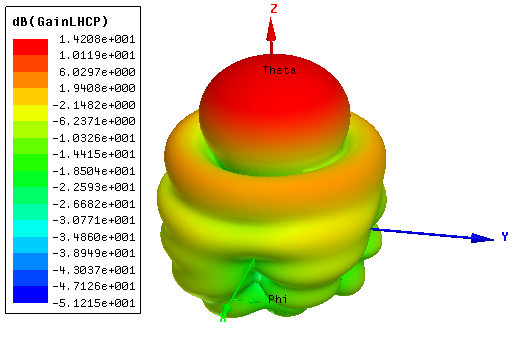 dB(GainLHCP)
1.4208e+001
1.0119e+001
6.0297e+000
1.9408e+000
-2.1482e+000
-6.2371e+000
-1.0326e+001
-1.4415e+001
-1.8504e+001
-2.2593e+001
-2.6682e+001
-3.0771e+001
-3.4860e+001
-3.8949e+001
-4.3037e+001
-4.7126e+001
-5.1215e+001
Z
Theta
Y
Phi
X